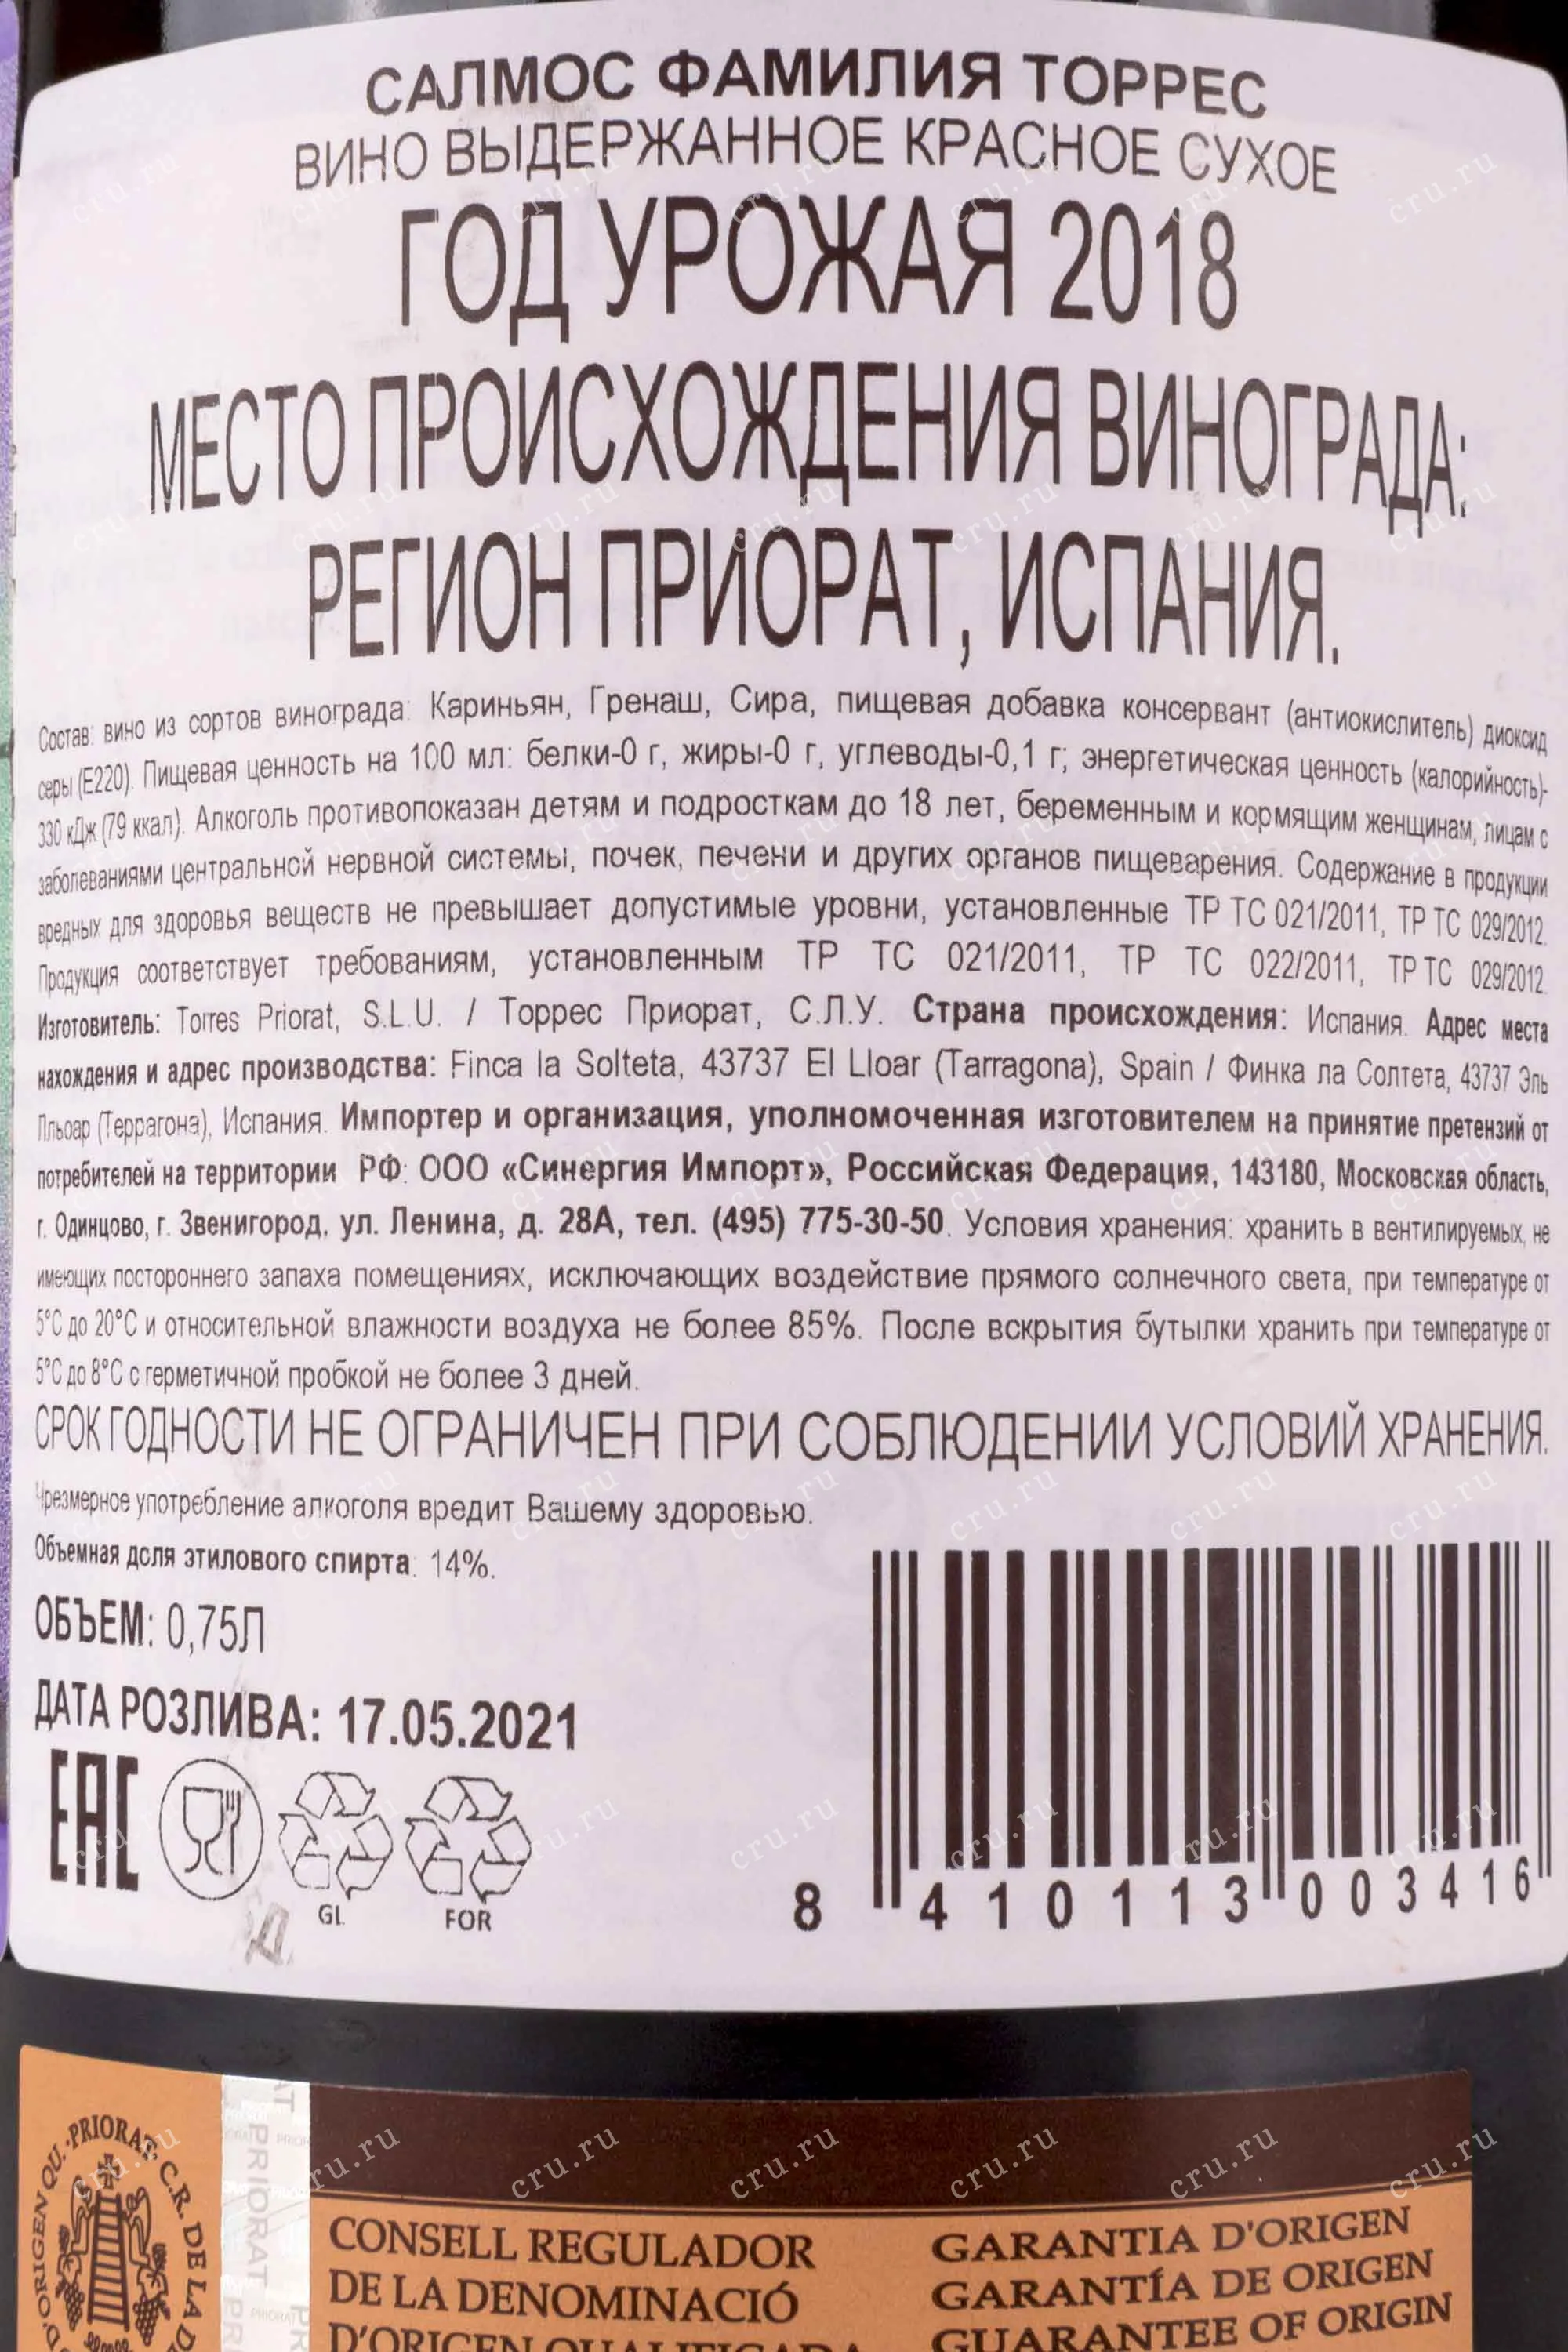 САЛМОС ФАМИЛИЯ ТОРРЕС
ВИНО ВЫДЕРЖАННОЕ КРАСНОЕ СУХОЕ
ГОД УРОЖАЯ 2018
МЕСТО ПРОИСХОЖДЕНИЯ ВИНОГРАДА:
РЕГИОН ПРИОРАТ, ИСПАНИЯ.
Состав: вино из сортов винограда: Кариньян, Гренаш, Сира, пищевая добавка консервант (антиокислитель) диоксид
серы (Е220). Пищевая ценность на 100 мл: белки-0 г, жиры-0 г, углеводы-0,1 г; энергетическая ценность (калорийность)-
330 кДж (79 ккал). Алкоголь противопоказан детям и подросткам до 18 лет, беременным и кормящим женщинам, лицам с
заболеваниями центральной нервной системы, почек, печени и других органов пищеварения. Содержание в продукции
вредных для здоровья веществ не превышает допустимые уровни, установленные ТР ТС 021/2011, ТР ТС 029/2012.
Продукция соответствует требованиям, установленным ТР ТС 021/2011, ТР ТС 022/2011, ТР ТС 029/2012.
Изготовитель: Torres Priorat, S.L.U. / Торрес Приорат, С.Л.У. Страна происхождения: Испания. Адрес места
нахождения и адрес производства: Finca la Solteta, 43737 El Lloar (Tarragona), Spain / Финка ла Солтета, 43737 Эль
Льоар (Террагона), Испания. Импортер и организация, уполномоченная изготовителем на принятие претензий от
потребителей на территории РФ: ООО «Синергия Импорт», Российская Федерация, 143180, Московская область,
г. Одинцово, г. Звенигород, ул. Ленина, д. 28А, тел. (495) 775-30-50. Условия хранения: хранить в вентилируемых, не
имеющих постороннего запаха помещениях, исключающих воздействие прямого солнечного света, при температуре от
5°С до 20°С и относительной влажности воздуха не более 85%. После вскрытия бутылки хранить при температуре от
5°С до 8°С с герметичной пробкой не более 3 дней.
СРОК ГОДНОСТИ НЕ ОГРАНИЧЕН ПРИ СОБЛЮДЕНИИ УСЛОВИЙ ХРАНЕНИЯ.
Чрезмерное употребление алкоголя вредит Вашему здоровью.
Объемная доля этилового спирта: 14%.
ОБЪЕМ: 0,75Л
ДАТА РОЗЛИВА: 17.05.2021
EAC
GL
FOR
8 410113 003416
D'ORIGEN QU. · PRIORAT · C.R. DE LA D
PRIORAT
CONSELL REGULADOR
DE LA DENOMINACIÓ
D'ORIGEN QUALIFICADA
GARANTIA D'ORIGEN
GARANTÍA DE ORIGEN
GUARANTEE OF ORIGIN
cru.ru